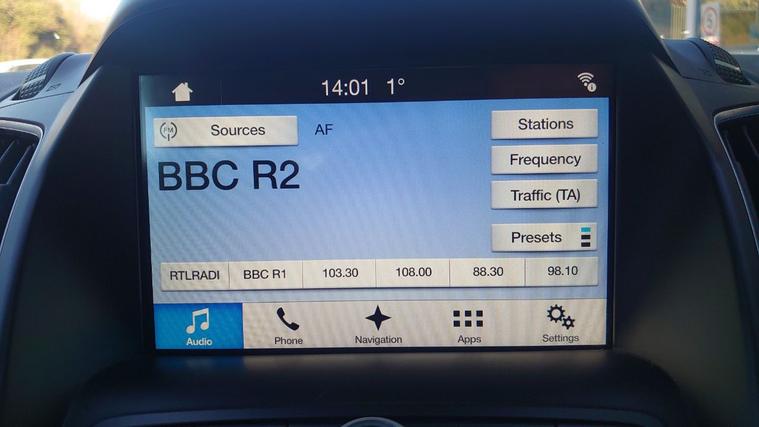 14:01 1°
FM Sources AF Stations
BBC R2
Frequency
Traffic (TA)
Presets
RTLRADI BBC R1 103.30 108.00 88.30 98.10
Audio Phone Navigation Apps Settings